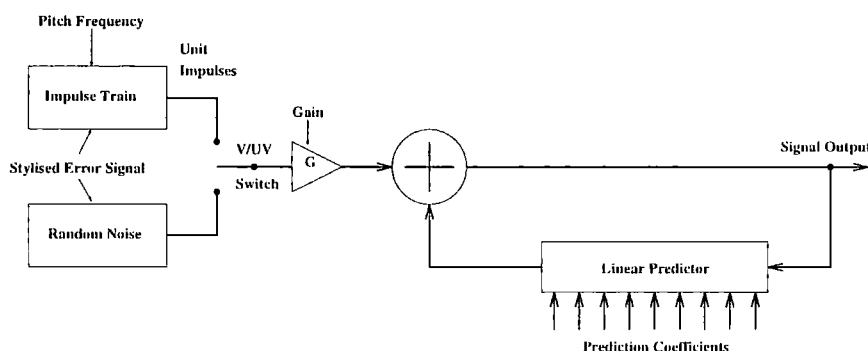 Pitch Frequency
Unit
Impulses
Impulse Train
Gain
V/UV
G
Signal Output
Stylised Error Signal
Switch
Random Noise
Linear Predictor
Prediction Coefficients